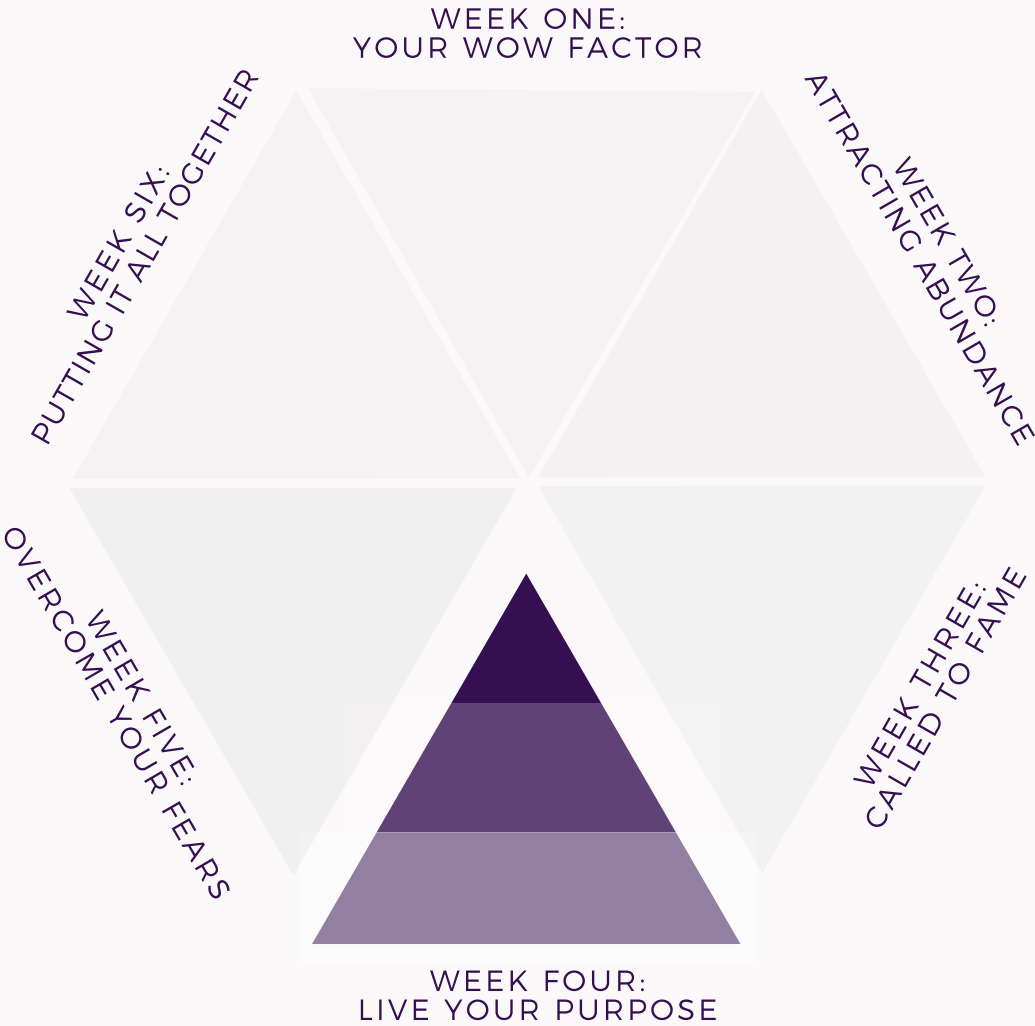 WEEK ONE:
YOUR WOW FACTOR
WEEK TWO:
ATTRACTING ABUNDANCE
WEEK THREE:
CALLED TO FAME
WEEK FOUR:
LIVE YOUR PURPOSE
WEEK FIVE:
OVERCOME YOUR FEARS
WEEK SIX:
PUTTING IT ALL TOGETHER